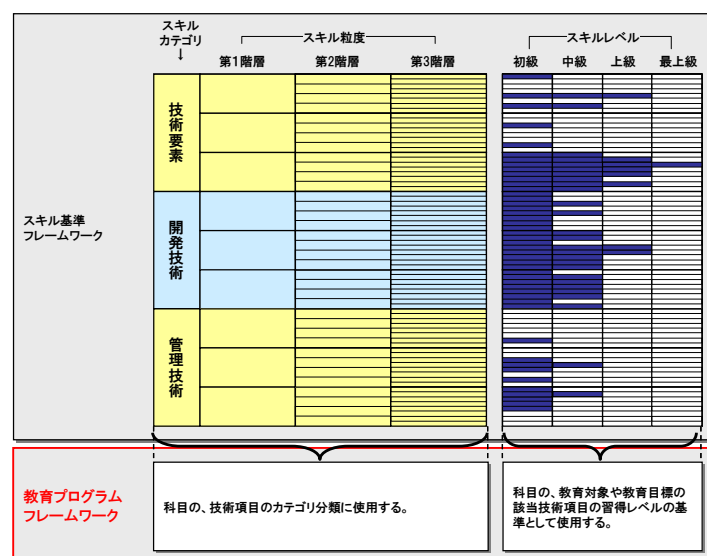 スキル
カテゴリ
↓
スキル粒度
第1階層
第2階層
第3階層
スキルレベル
初級
中級
上級
最上級
技術要素
開発技術
管理技術
スキル基準
フレームワーク
教育プログラム
フレームワーク
科目の、技術項目のカテゴリ分類に使用する。
科目の、教育対象や教育目標の
該当技術項目の習得レベルの基
準として使用する。